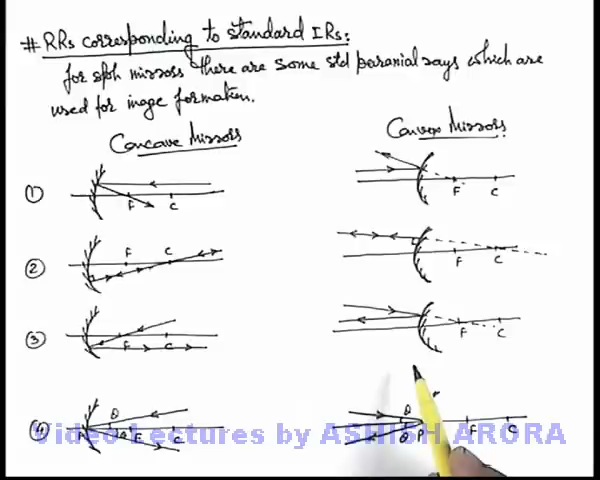 # RRs corresponding to standard IRs:
for sph mirrors there are some std paraxial rays which are
used for image formation.
Concave Mirrors
Convex Mirrors
①
F C
F C
②
F C
F C
③
F C
F C
④
θ
P θ F C
θ
θ P F C
Video Lectures by ASHISH ARORA